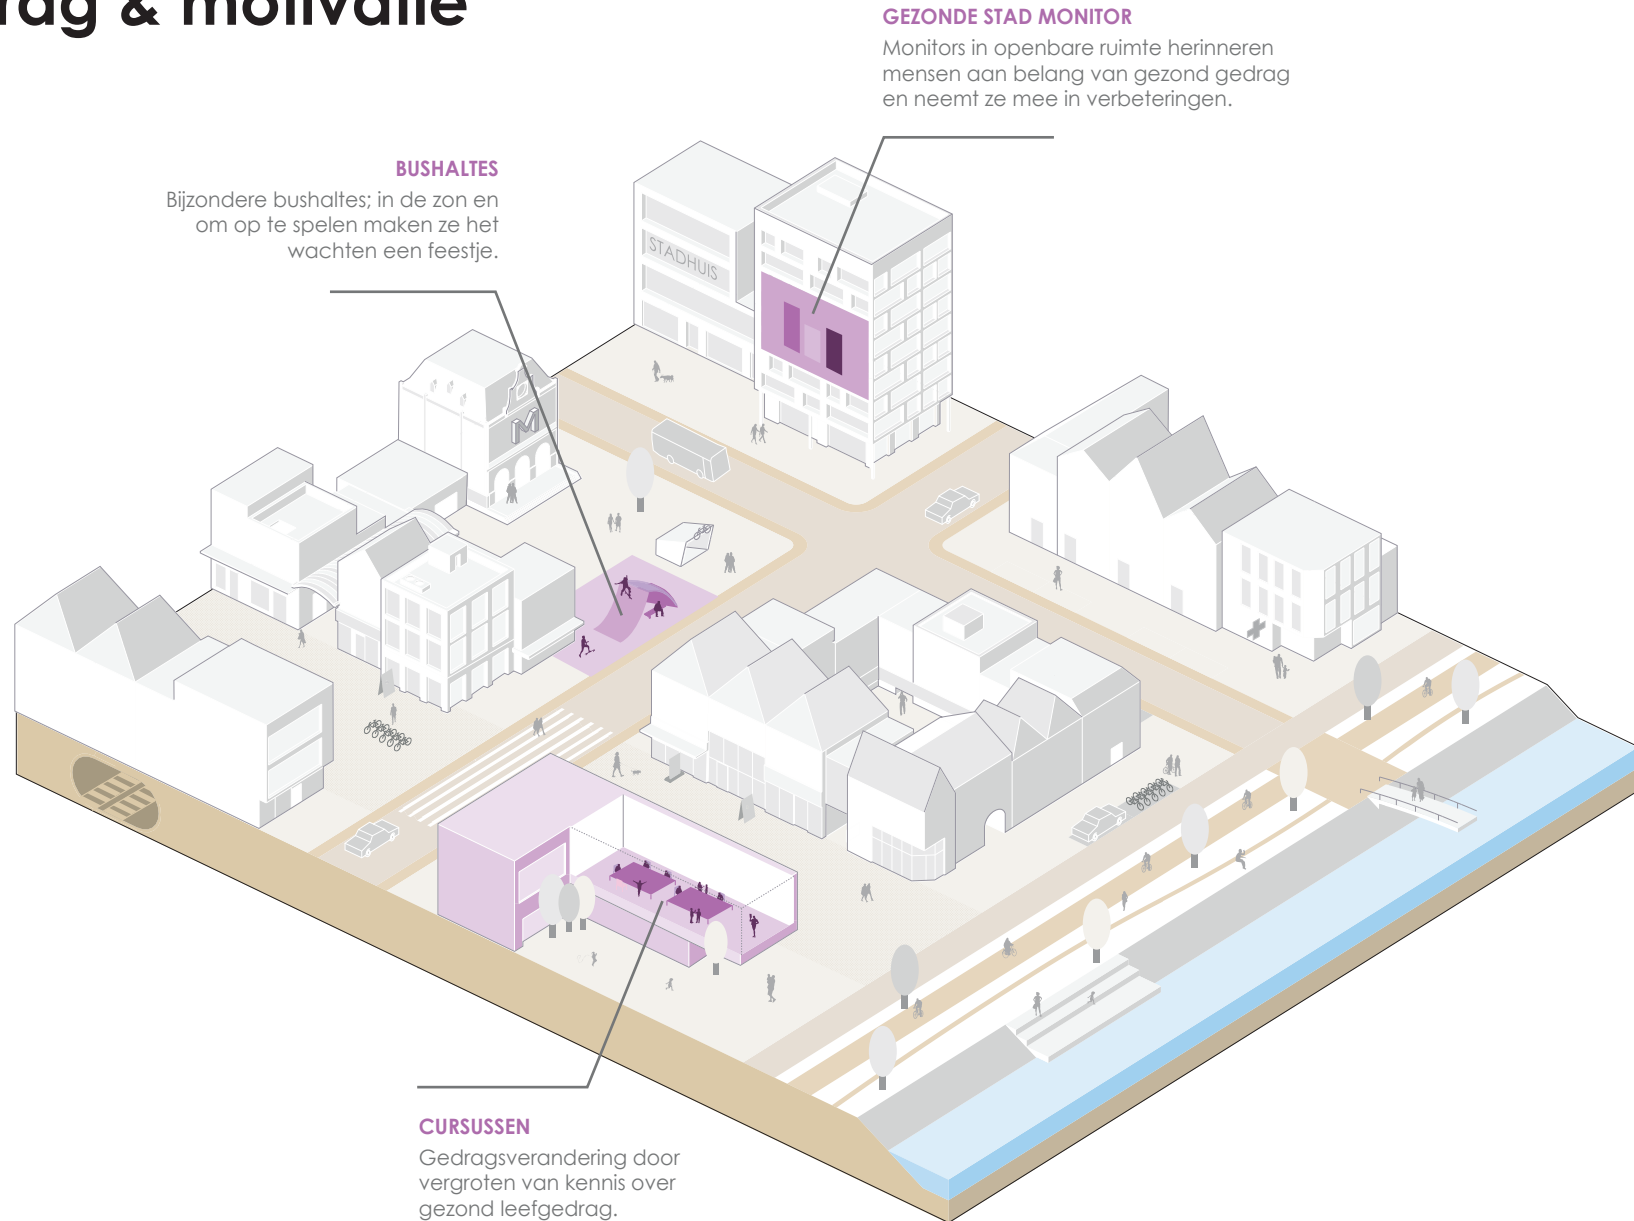 rag & motivatie
GEZONDE STAD MONITOR
Monitors in openbare ruimte herinneren
mensen aan belang van gezond gedrag
en neemt ze mee in verbeteringen.
BUSHALTES
Bijzondere bushaltes; in de zon en
om op te spelen maken ze het
wachten een feestje.
STADHUIS
M
CURSUSSEN
Gedragsverandering door
vergroten van kennis over
gezond leefgedrag.